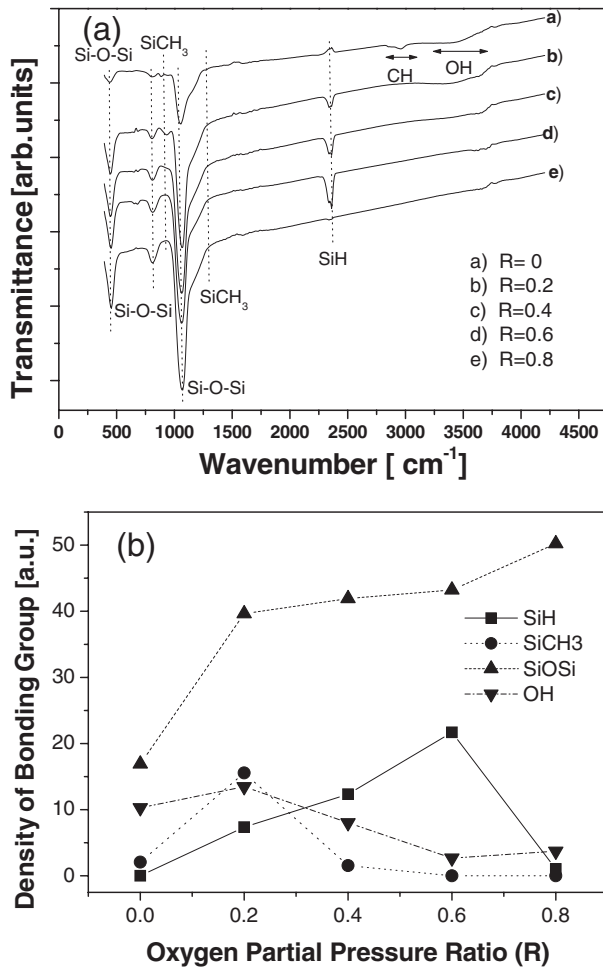 (a)
Si-O-Si
SiCH3
CH
OH
a)
b)
c)
d)
e)
Si-O-Si
SiCH3
Si-O-Si
SiH
a) R= 0
b) R=0.2
c) R=0.4
d) R=0.6
e) R=0.8
Transmittance [arb.units]
0 500 1000 1500 2000 2500 3000 3500 4000 4500
Wavenumber [ cm-1]
(b)
50
40
30
20
10
0
Density of Bonding Group [a.u.]
SiH
SiCH3
SiOSi
OH
0.0 0.2 0.4 0.6 0.8
Oxygen Partial Pressure Ratio (R)